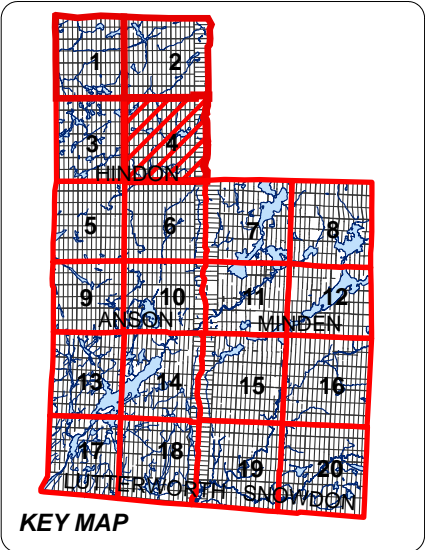 1 2
3 4
HINDON
5 6 7 8
9 10 11 12
ANSON MINDEN
13 14 15 16
17 18 19 20
LUTTERWORTH SNOWDON
KEY MAP